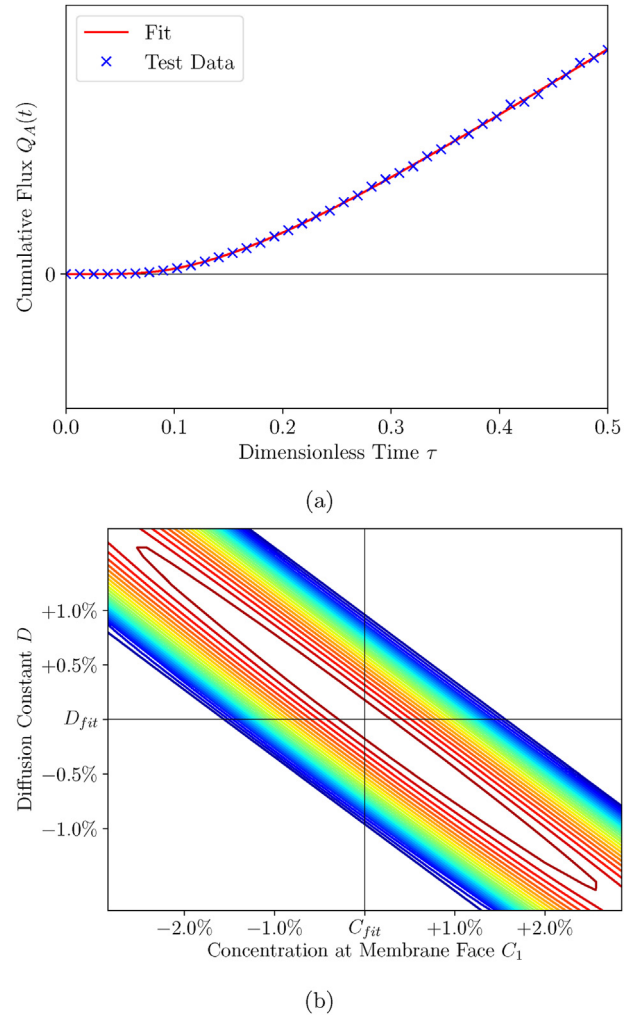 Fit
Test Data
Cumulative Flux Q_A(t)
0
0.0 0.1 0.2 0.3 0.4 0.5
Dimensionless Time τ
(a)
Diffusion Constant D
+1.0%
+0.5%
D_fit
−0.5%
−1.0%
−2.0% −1.0% C_fit +1.0% +2.0%
Concentration at Membrane Face C_1
(b)